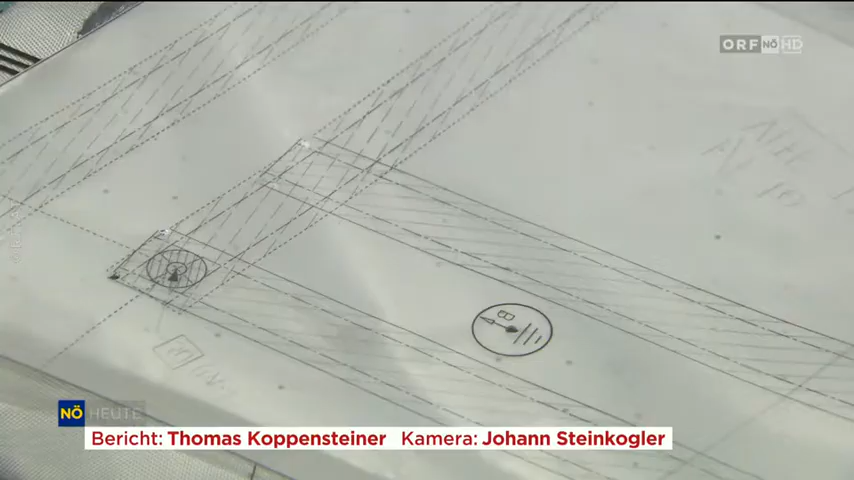 ORF NÖ HD
NÖ HEUTE
Bericht: Thomas Koppensteiner Kamera: Johann Steinkogler